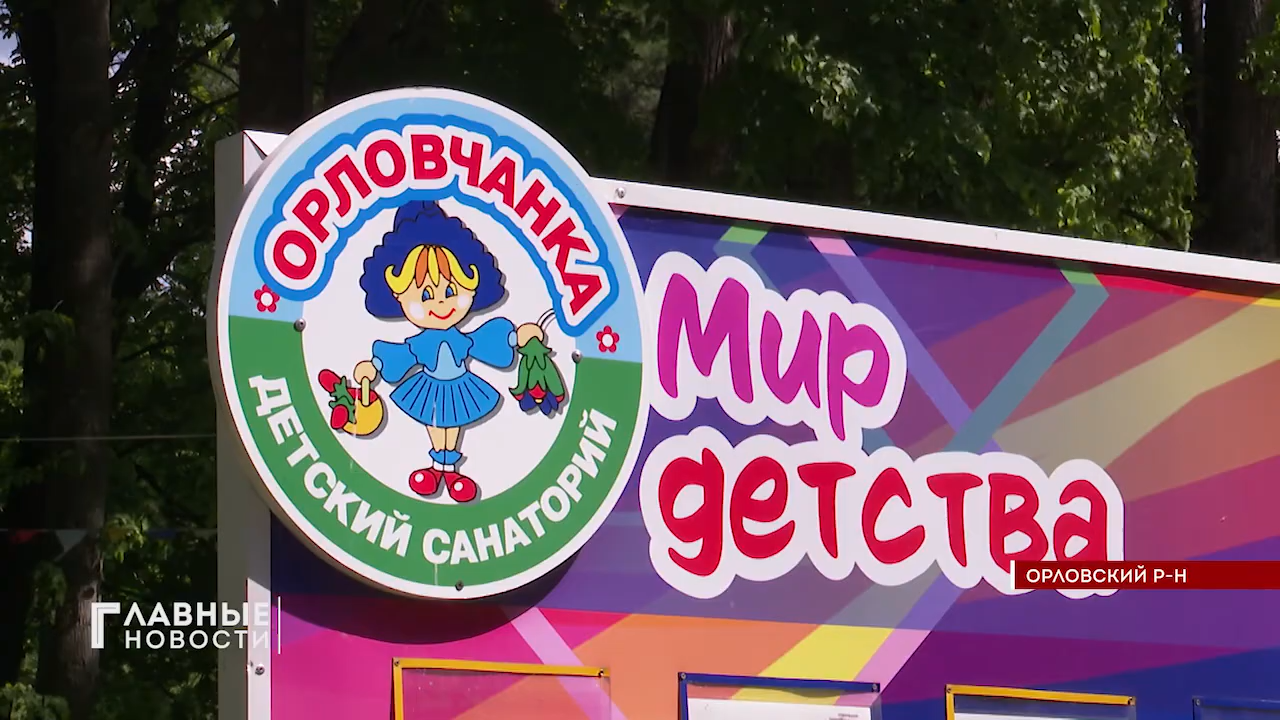 ОРЛОВЧАНКА
ДЕТСКИЙ САНАТОРИЙ
Мир
детства
ОРЛОВСКИЙ Р-Н
ГЛАВНЫЕ
НОВОСТИ